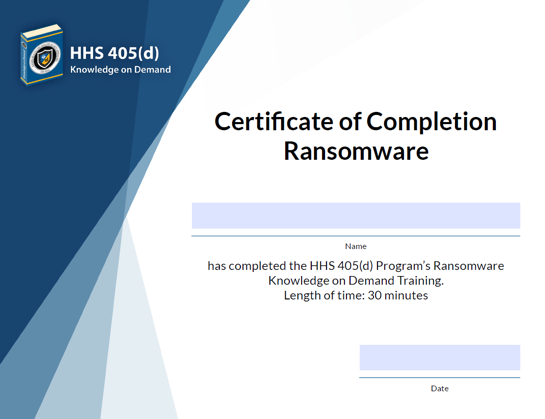 HHS 405(d)
Knowledge on Demand
Certificate of Completion
Ransomware
Name
has completed the HHS 405(d) Program’s Ransomware
Knowledge on Demand Training.
Length of time: 30 minutes
Date